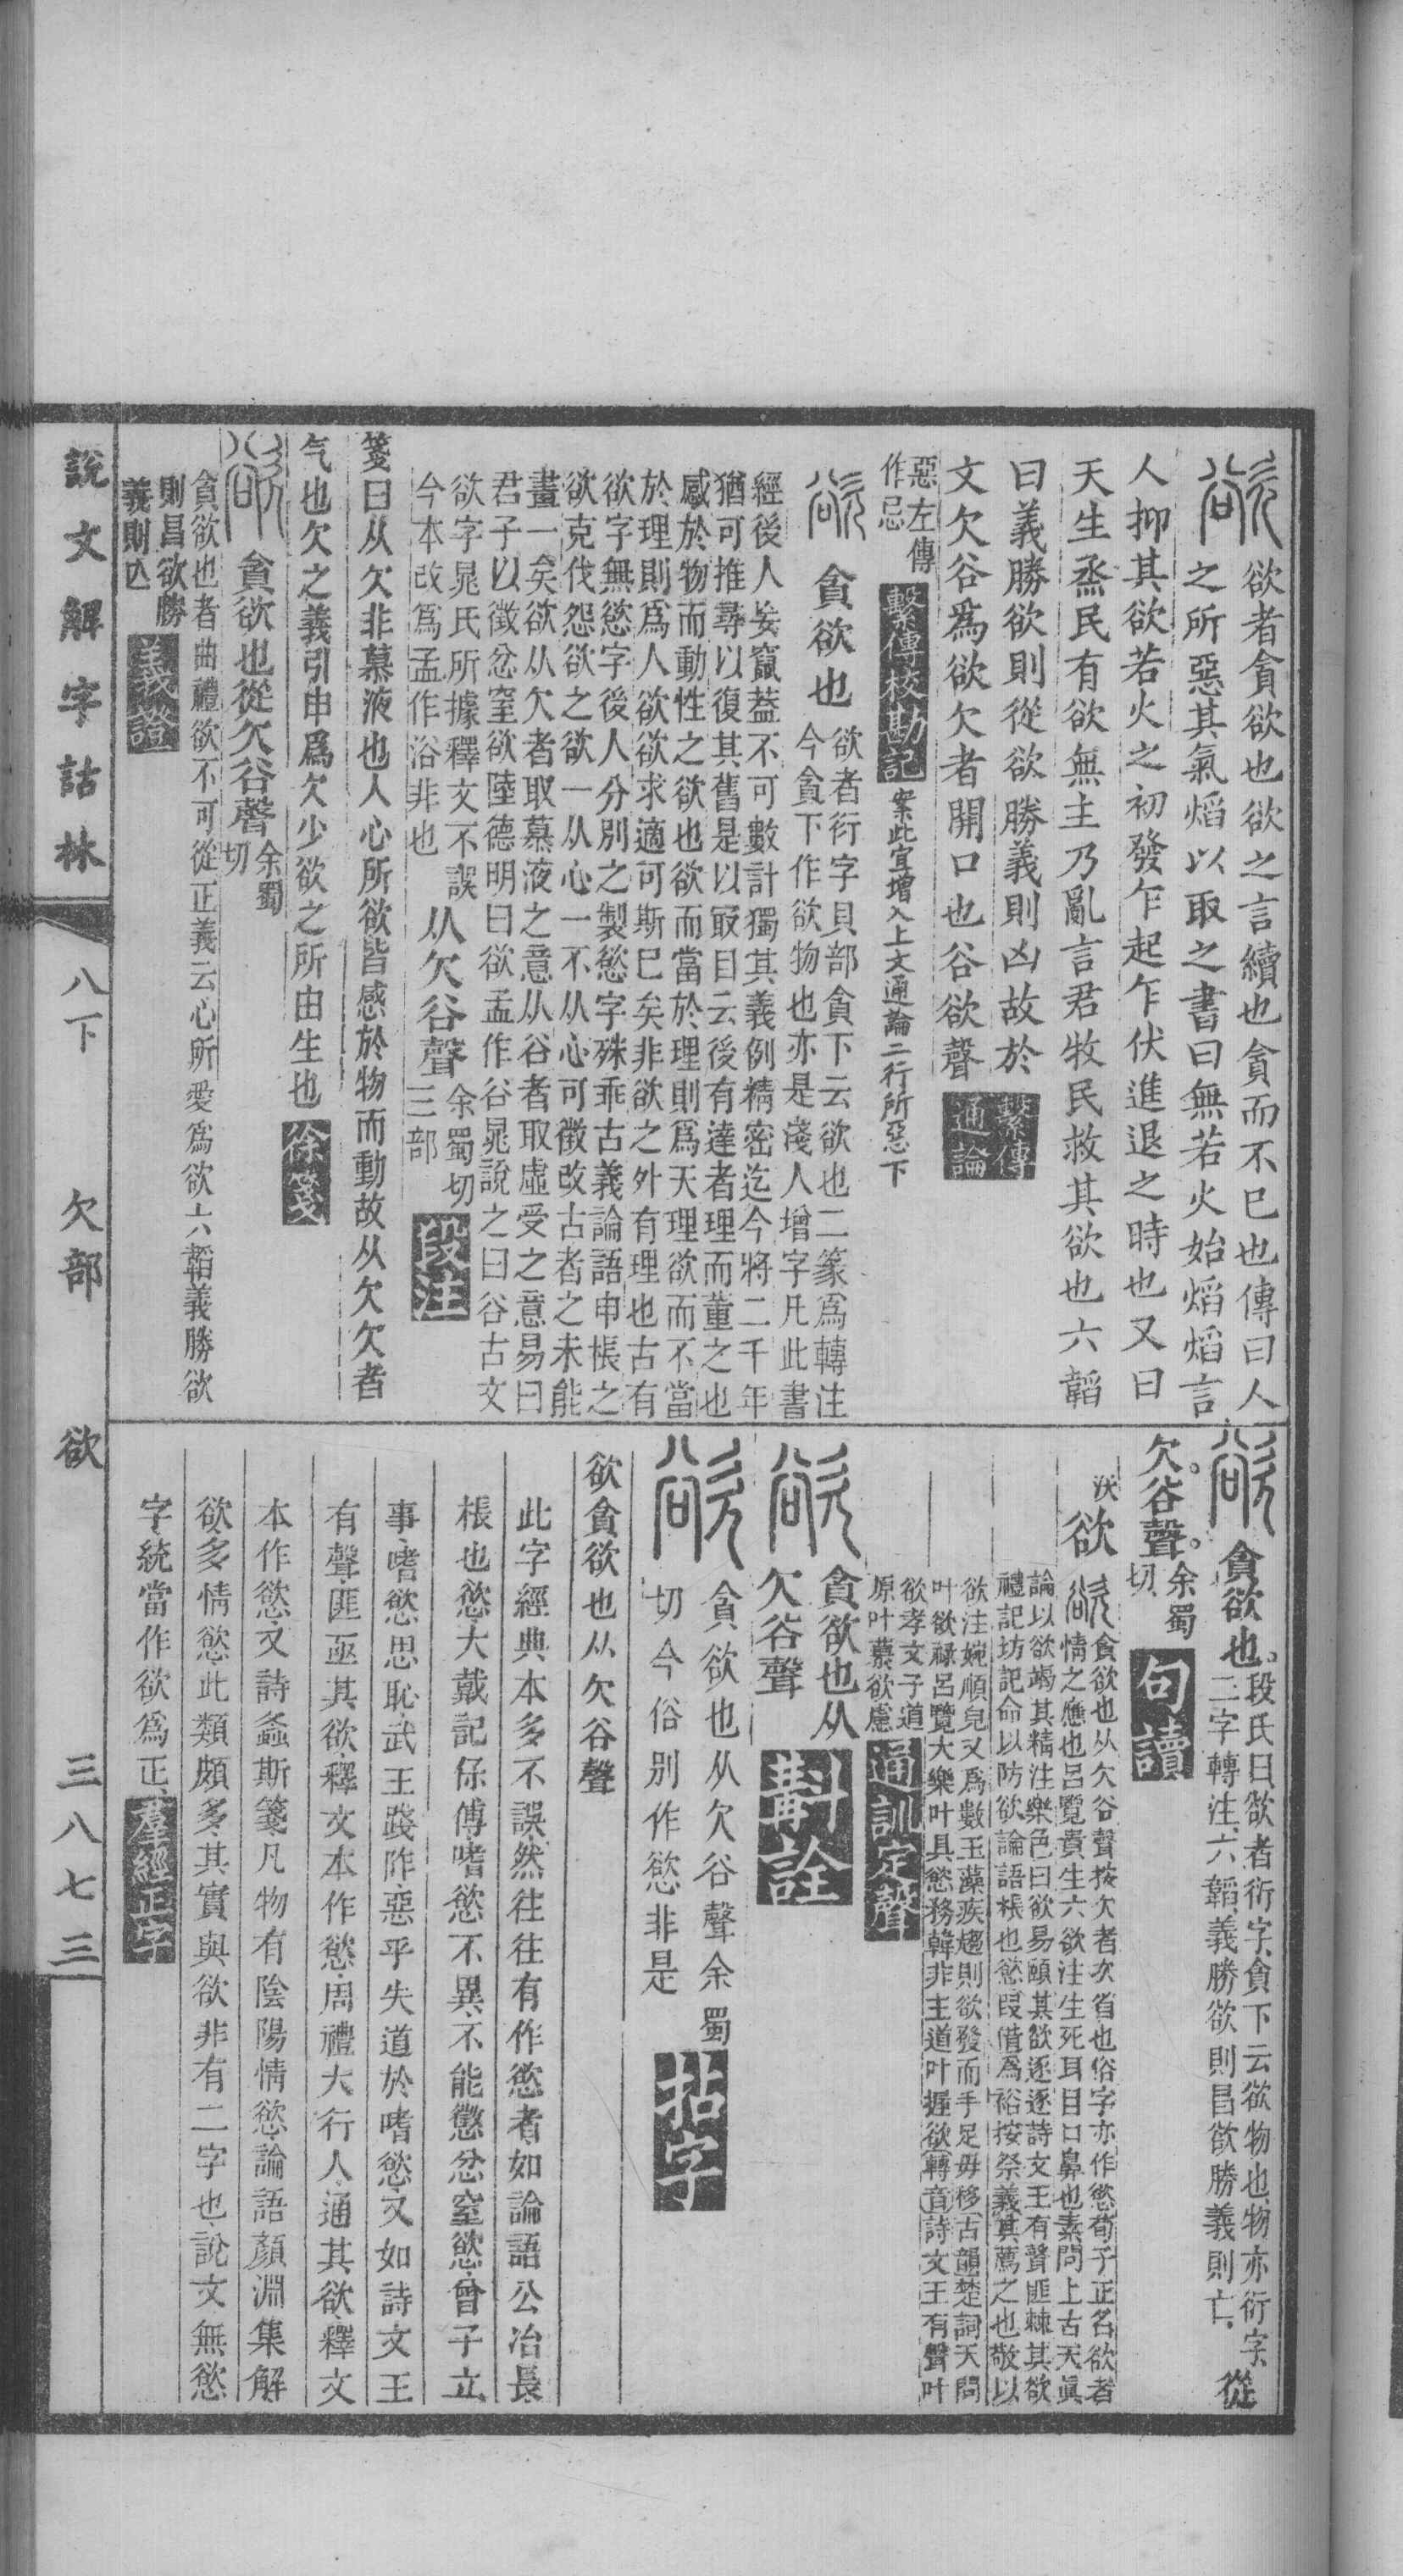 欲者貪欲也欲之言續也貪而不巳也傳曰人
之所惡其氣焰以取之書曰無若火始焰焰言
人抑其欲若火之初發乍起乍伏進退之時也又曰
天生烝民有欲無主乃亂言君牧民救其欲也六韜
曰義勝欲則從欲勝義則凶故於
文欠谷爲欲欠者開口也谷欲聲
繫傳
通論
惡左傳
作忌
繫傳校勘記
案此宜增入上文通論二行所惡下
貪欲也
欲者衍字貝部貪下云欲也二篆爲轉注
今貪下作欲物也亦是淺人增字凡此書
經後人妄竄蓋不可數計獨其義例精密迄今將二千年
猶可推尋以復其舊是以㝡目云後有達者理而董之也
感於物而動性之欲也欲而當於理則爲天理欲而不當
於理則爲人欲欲求適可斯巳矣非欲之外有理也古有
欲字無慾字後人分別之製慾字殊乖古義論語申棖之
欲克伐怨欲之欲一从心一不从心可徵改古者之未能
畫一矣欲从欠者取慕液之意从谷者取虛受之意易曰
君子以徵忿窒欲陸德明曰欲孟作谷晁說之曰谷古文
欲字晁氏所據釋文不誤
今本改爲孟作浴非也
从欠谷聲
余蜀切
三部
段注
箋曰从欠非慕液也人心所欲皆感於物而動故从欠欠者
气也欠之義引申爲欠少欲之所由生也
徐箋
貪欲也從欠谷聲
余蜀
切
貪欲也者曲禮欲不可從正義云心所愛爲欲六韜義勝欲
則昌欲勝
義則亾
義證
貪欲也
段氏曰欲者衍字貪下云欲物也物亦衍字
二字轉注六韜義勝欲則昌欲勝義則亡
從
欠谷聲
余蜀
切
句讀
欲
貪欲也从欠谷聲按欠者欠省也俗字亦作慾荀子正名欲者
情之應也呂覽貴生六欲注生死耳目口鼻也素問上古天眞
論以欲竭其精注樂色曰欲易頤其欲逐逐詩文王有聲匪棘其欲
禮記坊記命以防欲論語棖也慾叚借爲裕按祭義其薦之也敬以
欲注婉順皃又爲數玉藻疾趨則欲發而手足毋移古韻楚詞天問
叶欲祿呂覽大樂叶具慾務韓非主道叶握欲轉音詩文王有聲叶
欲孝文子道
原叶慕欲慮
通訓定聲
貪欲也从
欠谷聲
斠詮
貪欲也从欠谷聲余蜀
切今俗別作慾非是
拈字
欲貪欲也从欠谷聲
此字經典本多不誤然往往有作慾者如論語公冶長
棖也慾大戴記保傅嗜慾不異不能懲忿窒慾曾子立
事嗜慾思恥武王踐阼惡乎失道於嗜慾又如詩文王
有聲匪亟其欲釋文本作慾周禮大行人通其欲釋文
本作慾又詩螽斯箋凡物有陰陽情慾論語顏淵集解
欲多情慾此類頗多其實與欲非有二字也說文無慾
字統當作欲爲正
羣經正字
說文解字詁林
八下
欠部
欲
三八七三